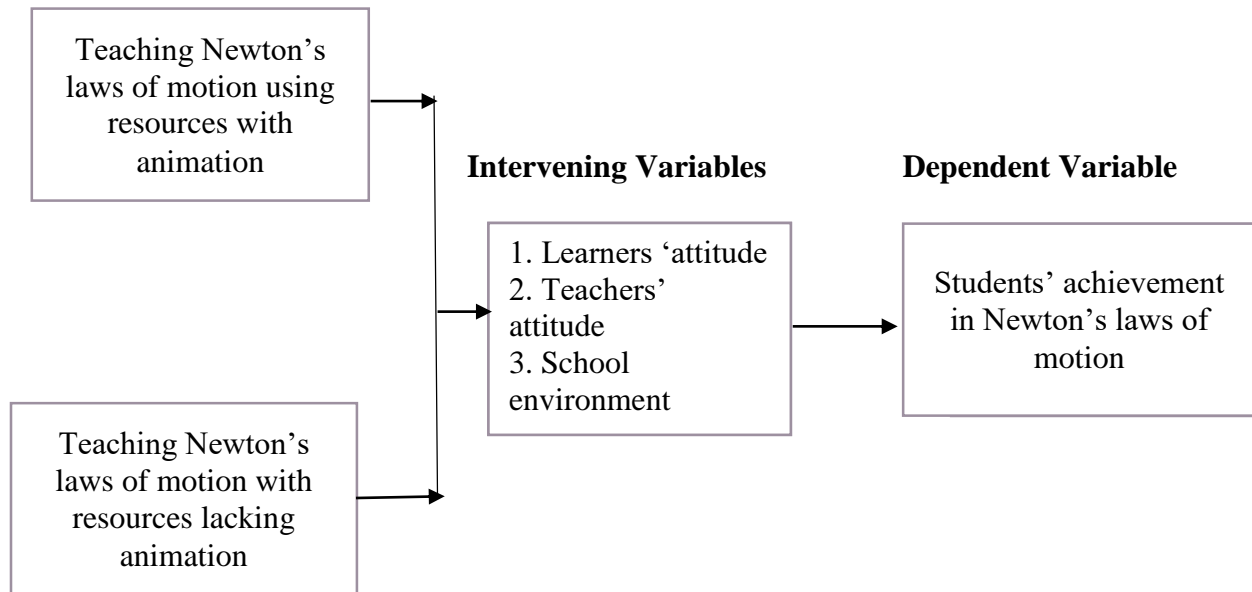 Teaching Newton’s
laws of motion using
resources with
animation
Intervening Variables
Dependent Variable
1. Learners ‘attitude
2. Teachers’
attitude
3. School
environment
Students’ achievement
in Newton’s laws of
motion
Teaching Newton’s
laws of motion with
resources lacking
animation